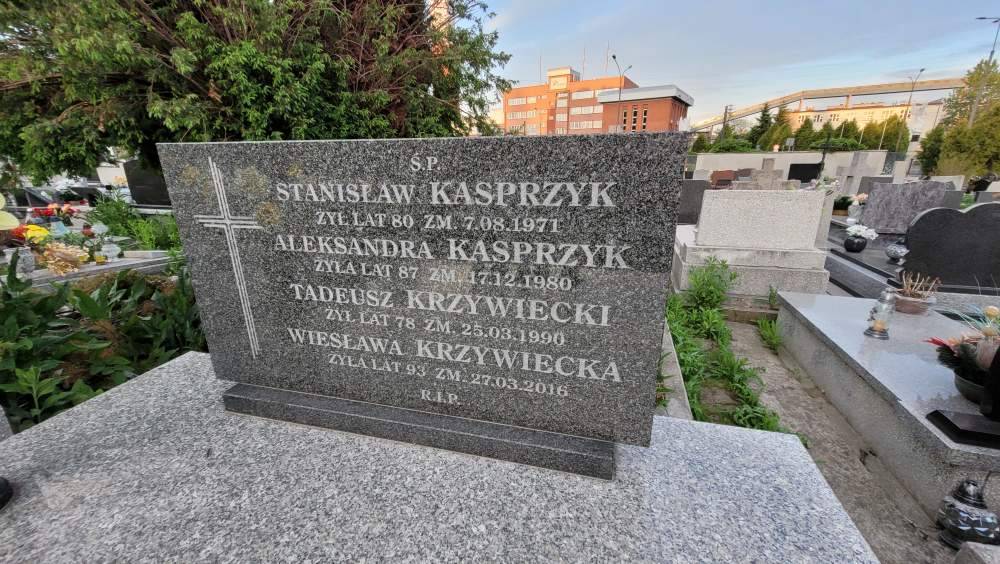 Ś.P.
STANISŁAW KASPRZYK
ŻYŁ LAT 80 ZM. 7.08.1971
ALEKSANDRA KASPRZYK
ŻYŁA LAT 87 ZM. 17.12.1980
TADEUSZ KRZYWIECKI
ŻYŁ LAT 78 ZM. 25.03.1990
WIESŁAWA KRZYWIECKA
ŻYŁA LAT 93 ZM. 27.03.2016
R.I.P.